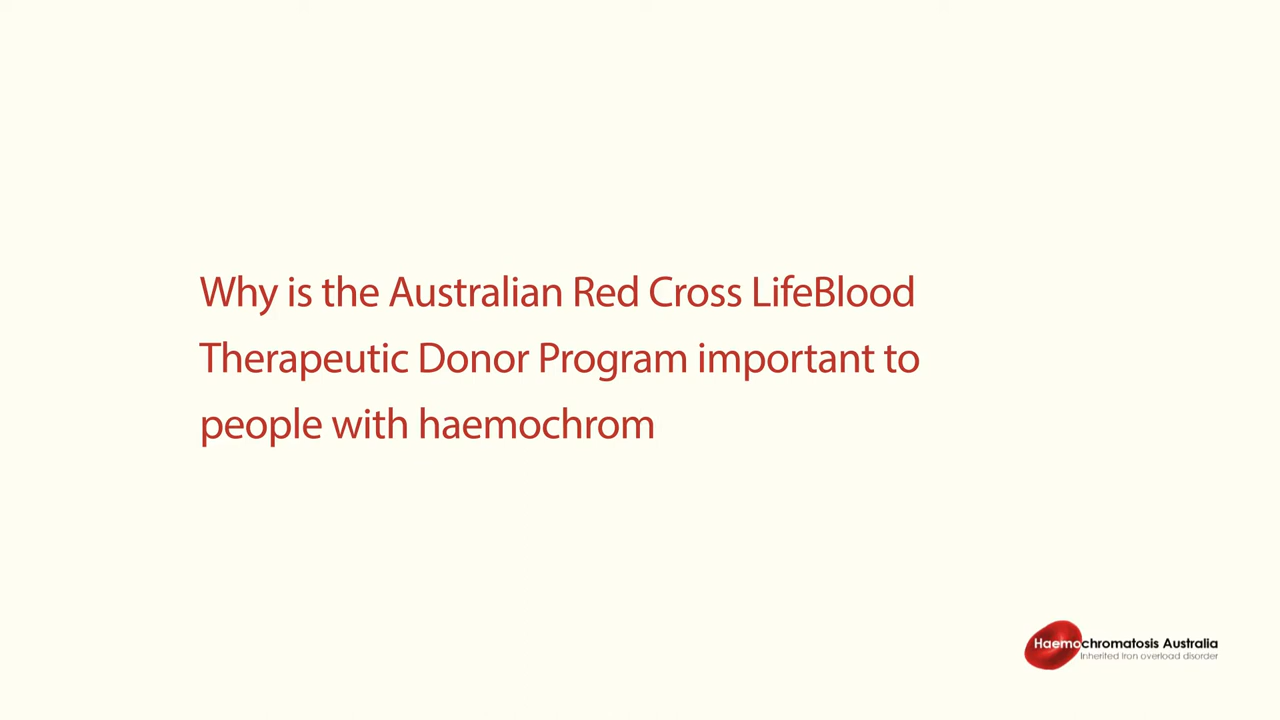 Why is the Australian Red Cross LifeBlood
Therapeutic Donor Program important to
people with haemochrom
Haemochromatosis Australia
Inherited Iron overload disorder